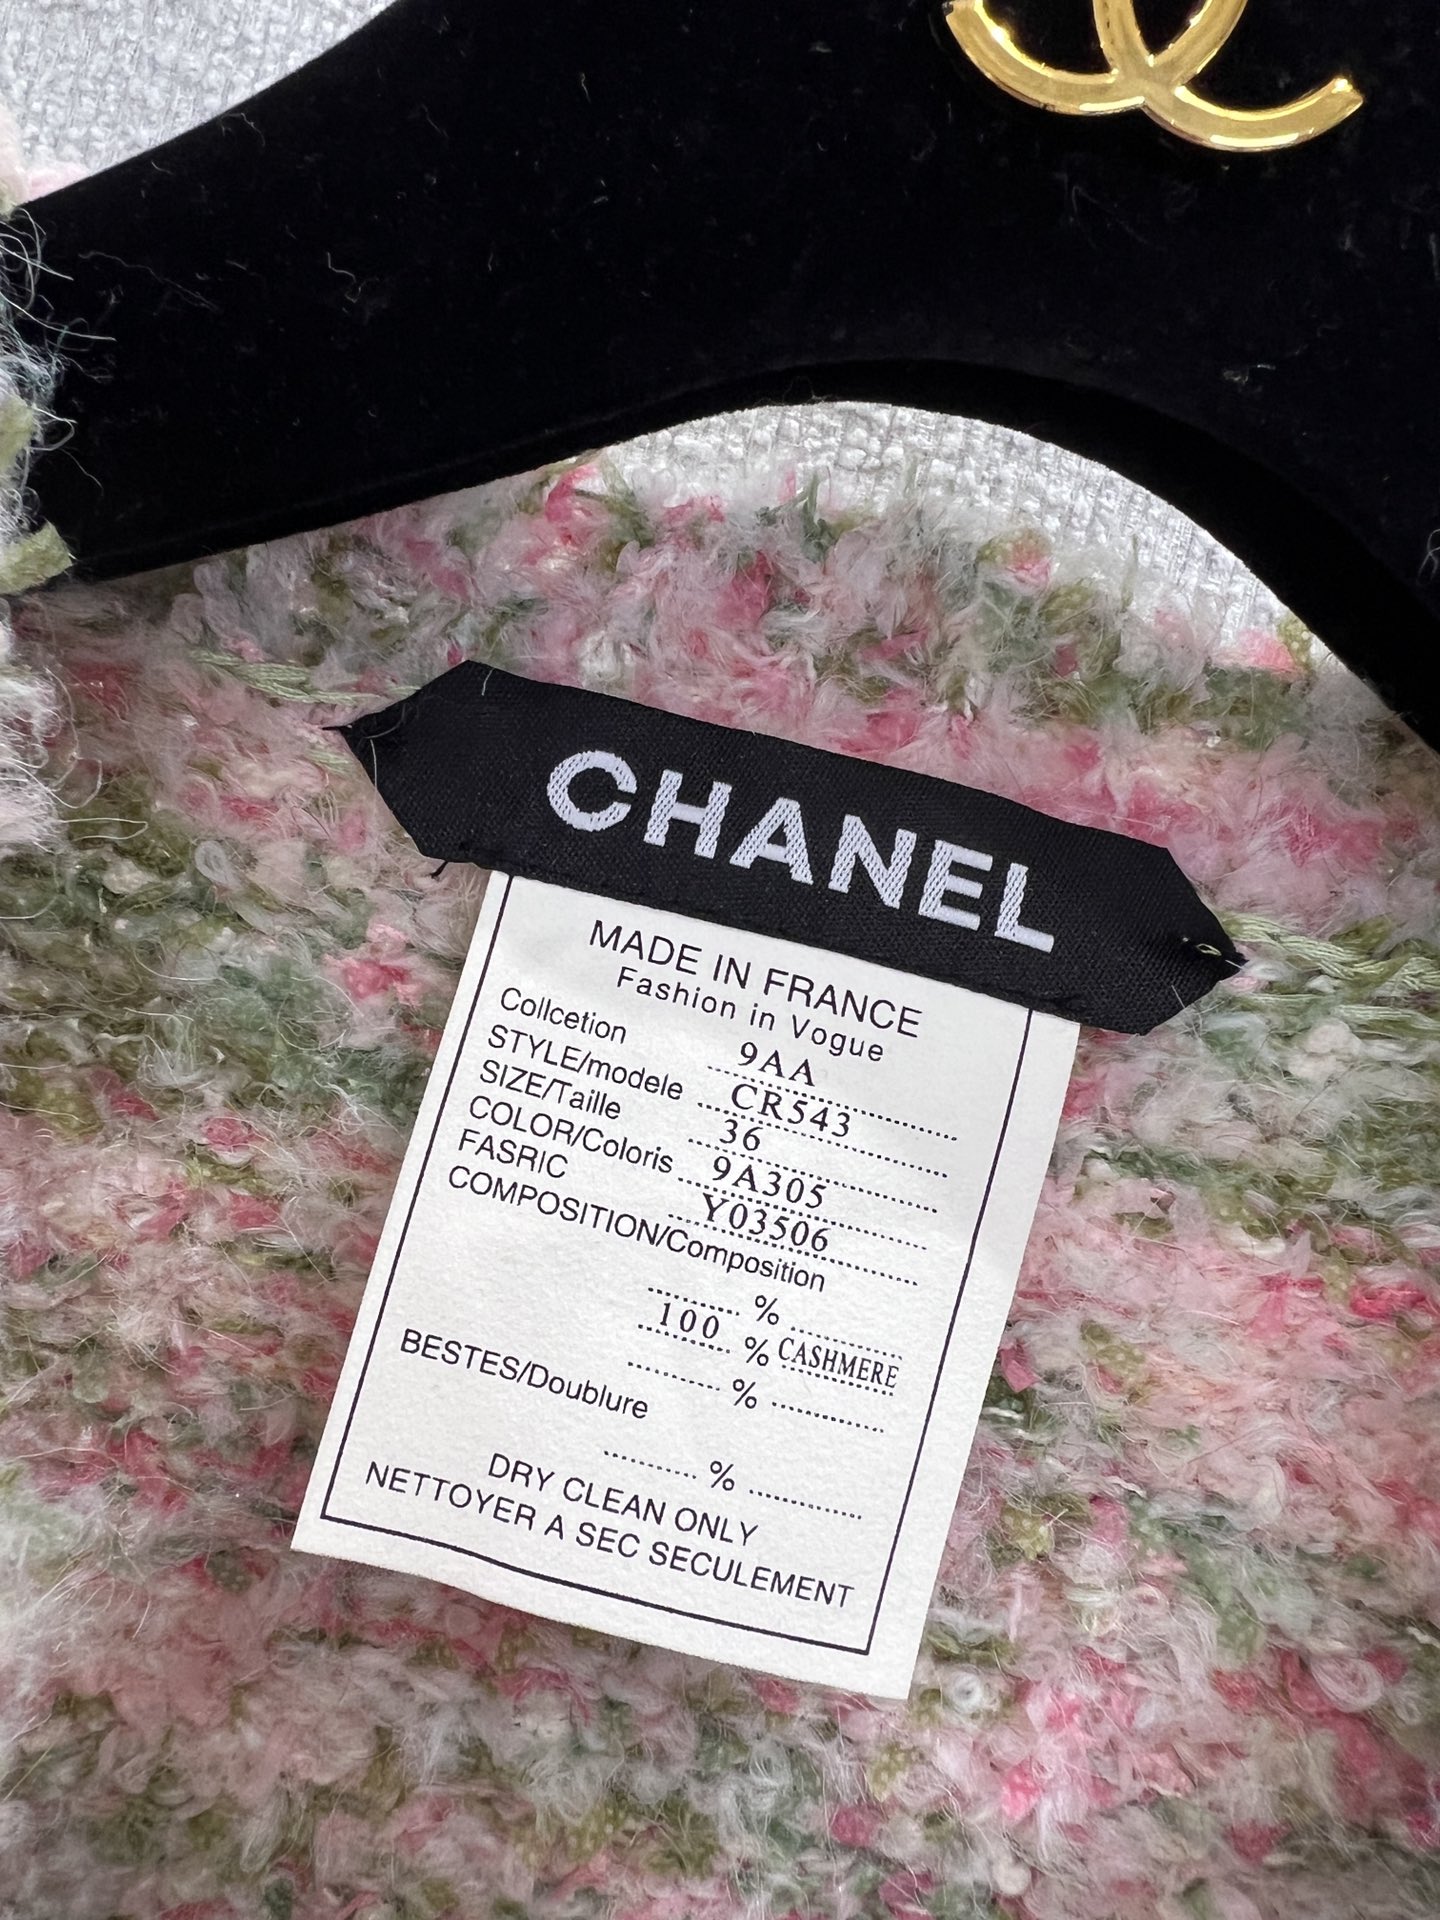 CHANEL
MADE IN FRANCE
Fashion in Vogue
Collcetion 9AA
STYLE/modele CR543
SIZE/Taille 36
COLOR/Coloris 9A305
FASRIC Y03506
COMPOSITION/Composition
%
100 % CASHMERE
%
BESTES/Doublure
%
DRY CLEAN ONLY
NETTOYER A SEC SECULEMENT